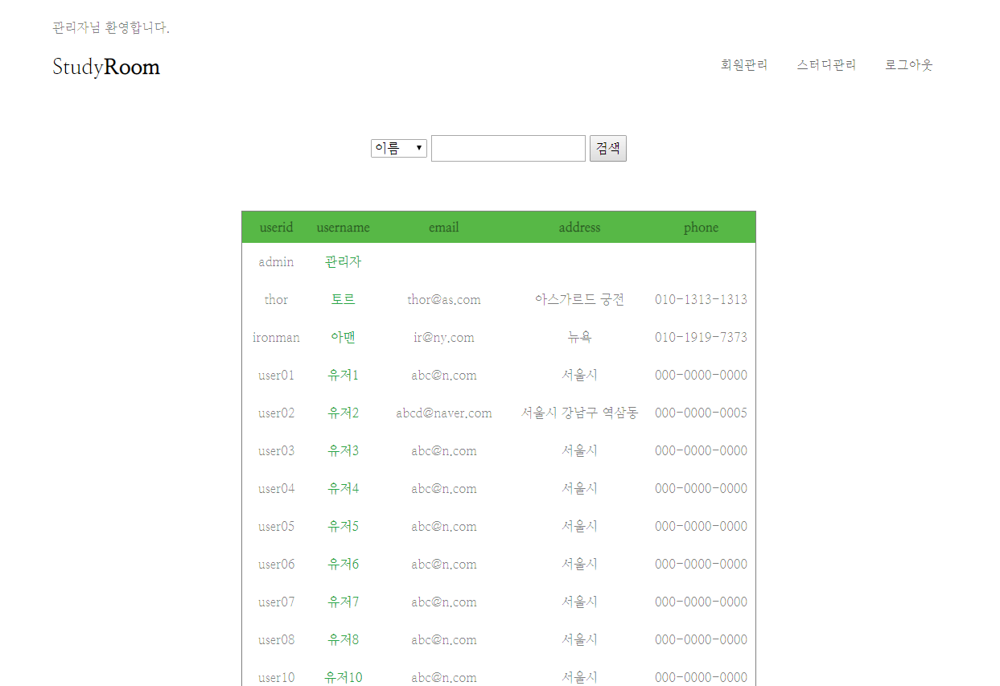 관리자님 환영합니다.
StudyRoom 회원관리 스터디관리 로그아웃
이름 검색
userid username email address phone
admin 관리자
thor 토르 thor@as.com 아스가르드 궁전 010-1313-1313
ironman 아맨 ir@ny.com 뉴욕 010-1919-7373
user01 유저1 abc@n.com 서울시 000-0000-0000
user02 유저2 abcd@naver.com 서울시 강남구 역삼동 000-0000-0005
user03 유저3 abc@n.com 서울시 000-0000-0000
user04 유저4 abc@n.com 서울시 000-0000-0000
user05 유저5 abc@n.com 서울시 000-0000-0000
user06 유저6 abc@n.com 서울시 000-0000-0000
user07 유저7 abc@n.com 서울시 000-0000-0000
user08 유저8 abc@n.com 서울시 000-0000-0000
user10 유저10 abc@n.com 서울시 000-0000-0000